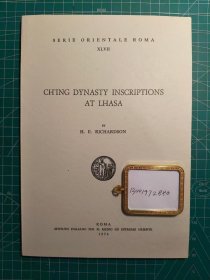 SERIE ORIENTALE ROMA
XLVII
CH'ING DYNASTY INSCRIPTIONS
AT LHASA
BY
H. E. RICHARDSON
ROMA
ISTITUTO ITALIANO PER IL MEDIO ED ESTREMO ORIENTE
1974